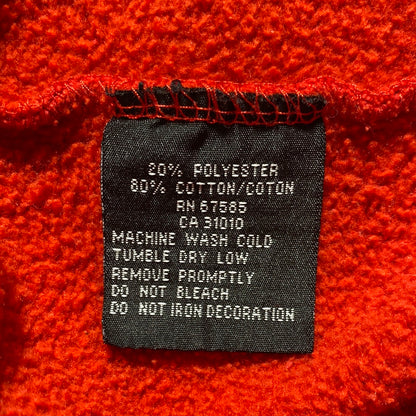 20% POLYESTER
80% COTTON/COTON
RN 67585
CA 31010
MACHINE WASH COLD
TUMBLE DRY LOW
REMOVE PROMPTLY
DO NOT BLEACH
DO NOT IRON DECORATION